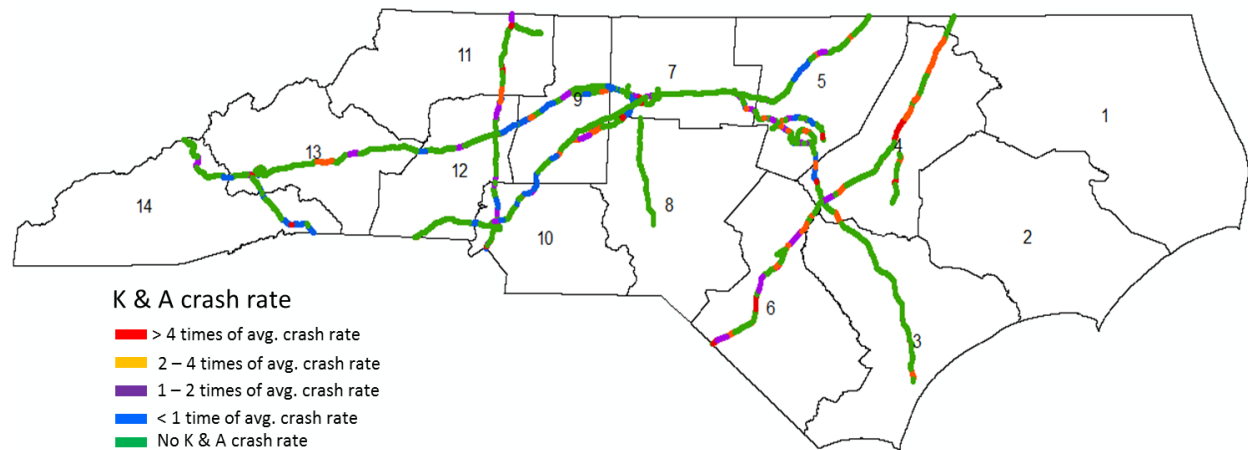 11
7
5
9
1
4
13
12
14
8
2
10
6
3
K & A crash rate
> 4 times of avg. crash rate
2 – 4 times of avg. crash rate
1 – 2 times of avg. crash rate
< 1 time of avg. crash rate
No K & A crash rate